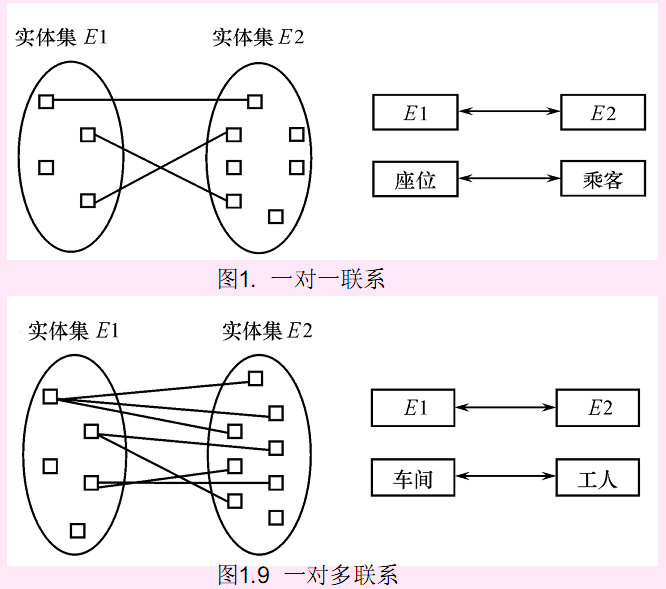 实体集 E1 实体集 E2
E1 E2
座位 乘客
图1. 一对一联系
实体集 E1 实体集 E2
E1 E2
车间 工人
图1.9 一对多联系